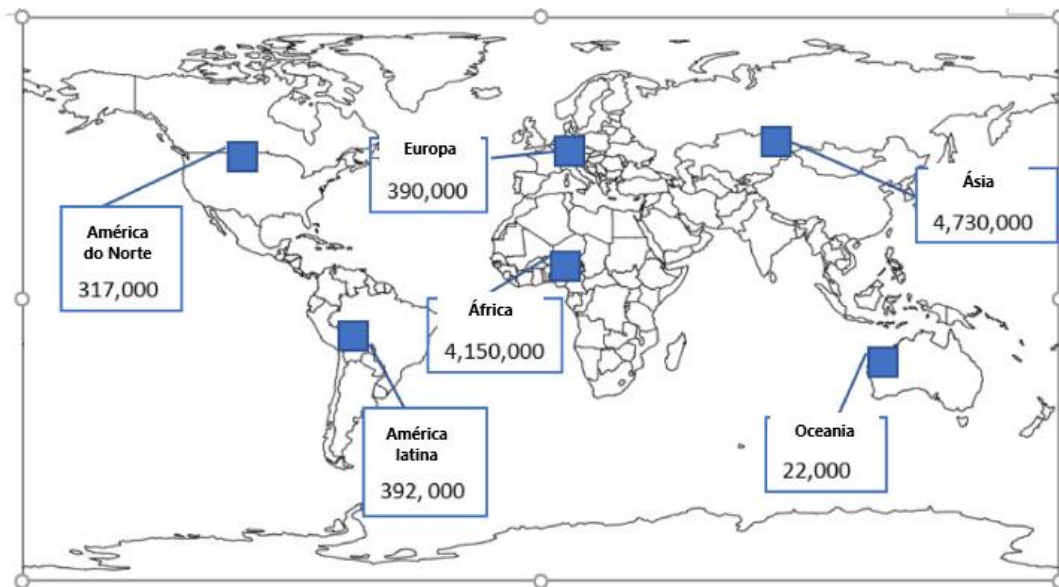 Europa
390,000
Ásia
4,730,000
América
do Norte
317,000
África
4,150,000
América
latina
392, 000
Oceania
22,000